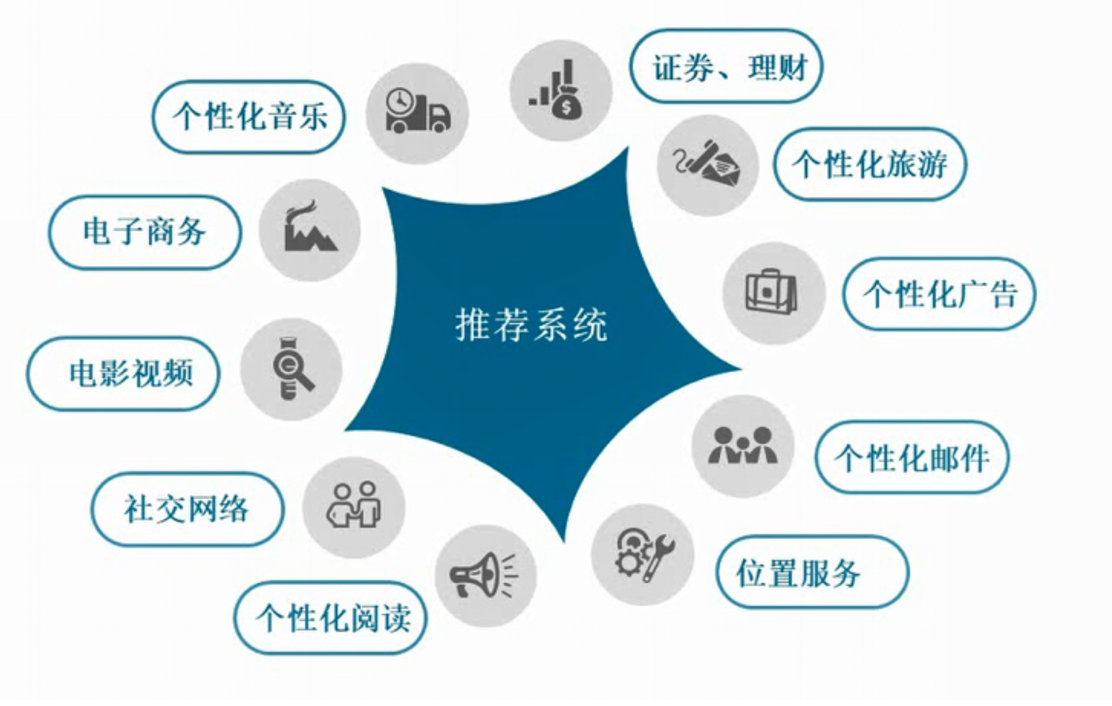 证券、理财
个性化音乐
个性化旅游
电子商务
个性化广告
推荐系统
电影视频
个性化邮件
社交网络
位置服务
个性化阅读